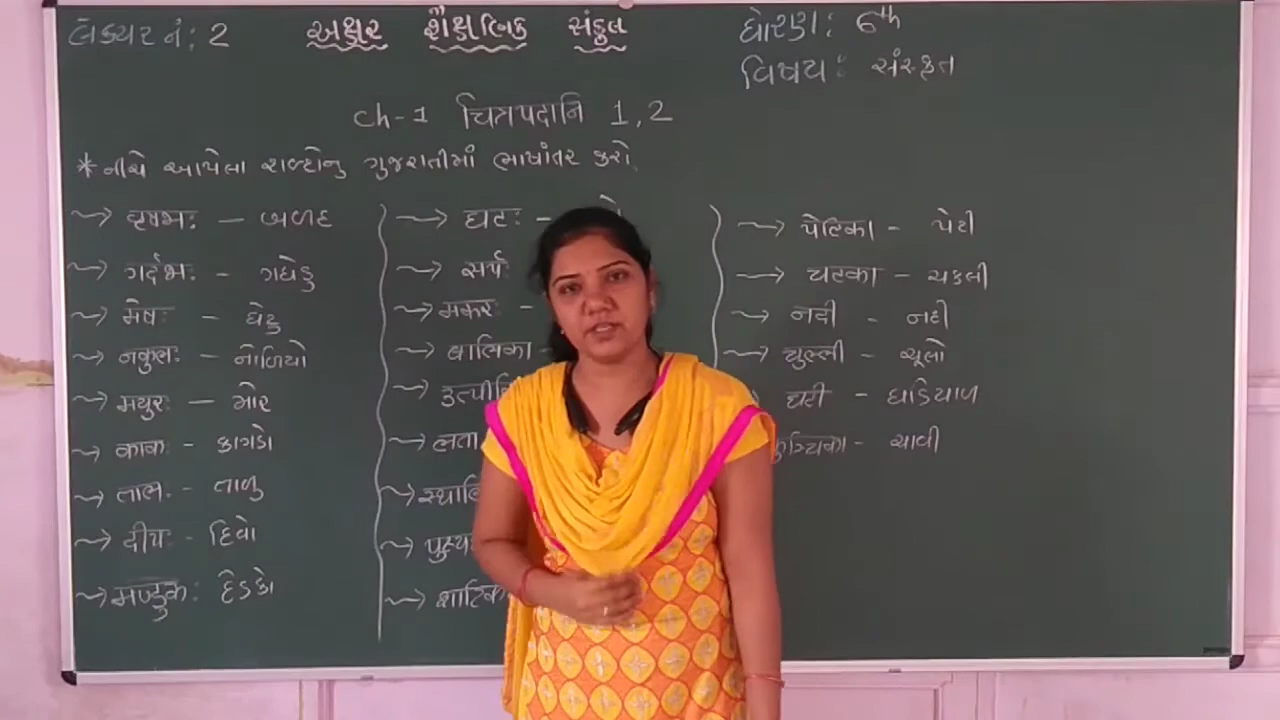 લેક્ચર નં: 2
અક્ષર શૈક્ષણિક સંકુલ
ધોરણ: 6th
વિષય: સંસ્કૃત
Ch-1 चित्रपदानि 1,2
* નીચે આપેલા શબ્દોનુ ગુજરાતીમાં ભાષાંતર કરો.
वृषभः - બળદ
गर्दभः - ગધેડુ
मेषः - ઘેટુ
नकुलः - નોળિયો
मयुरः - મોર
काकः - કાગડો
तालः - તાળુ
दीपः - દિવો
मण्डुकः દેડકો
घटः -
सर्पः
मकरः -
बालिका -
लता
पेटिका - પેટી
चटका - ચકલી
नदी - નદી
चुल्ली - ચૂલો
घटी - ઘડિયાળ
कुञ्चिका - ચાવી